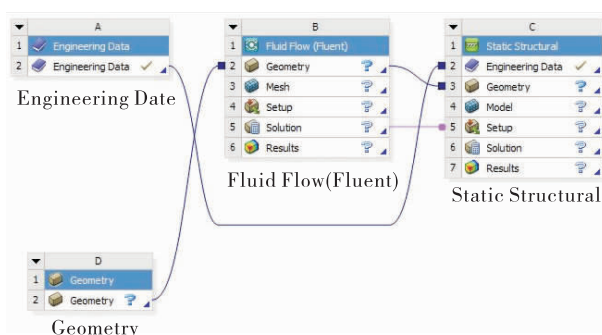 A
1 Engineering Data
2 Engineering Data
Engineering Date
B
1 Fluid Flow (Fluent)
2 Geometry ?
3 Mesh ?
4 Setup ?
5 Solution ?
6 Results ?
Fluid Flow(Fluent)
C
1 Static Structural
2 Engineering Data
3 Geometry ?
4 Model ?
5 Setup ?
6 Solution ?
7 Results ?
Static Structural
D
1 Geometry
2 Geometry ?
Geometry